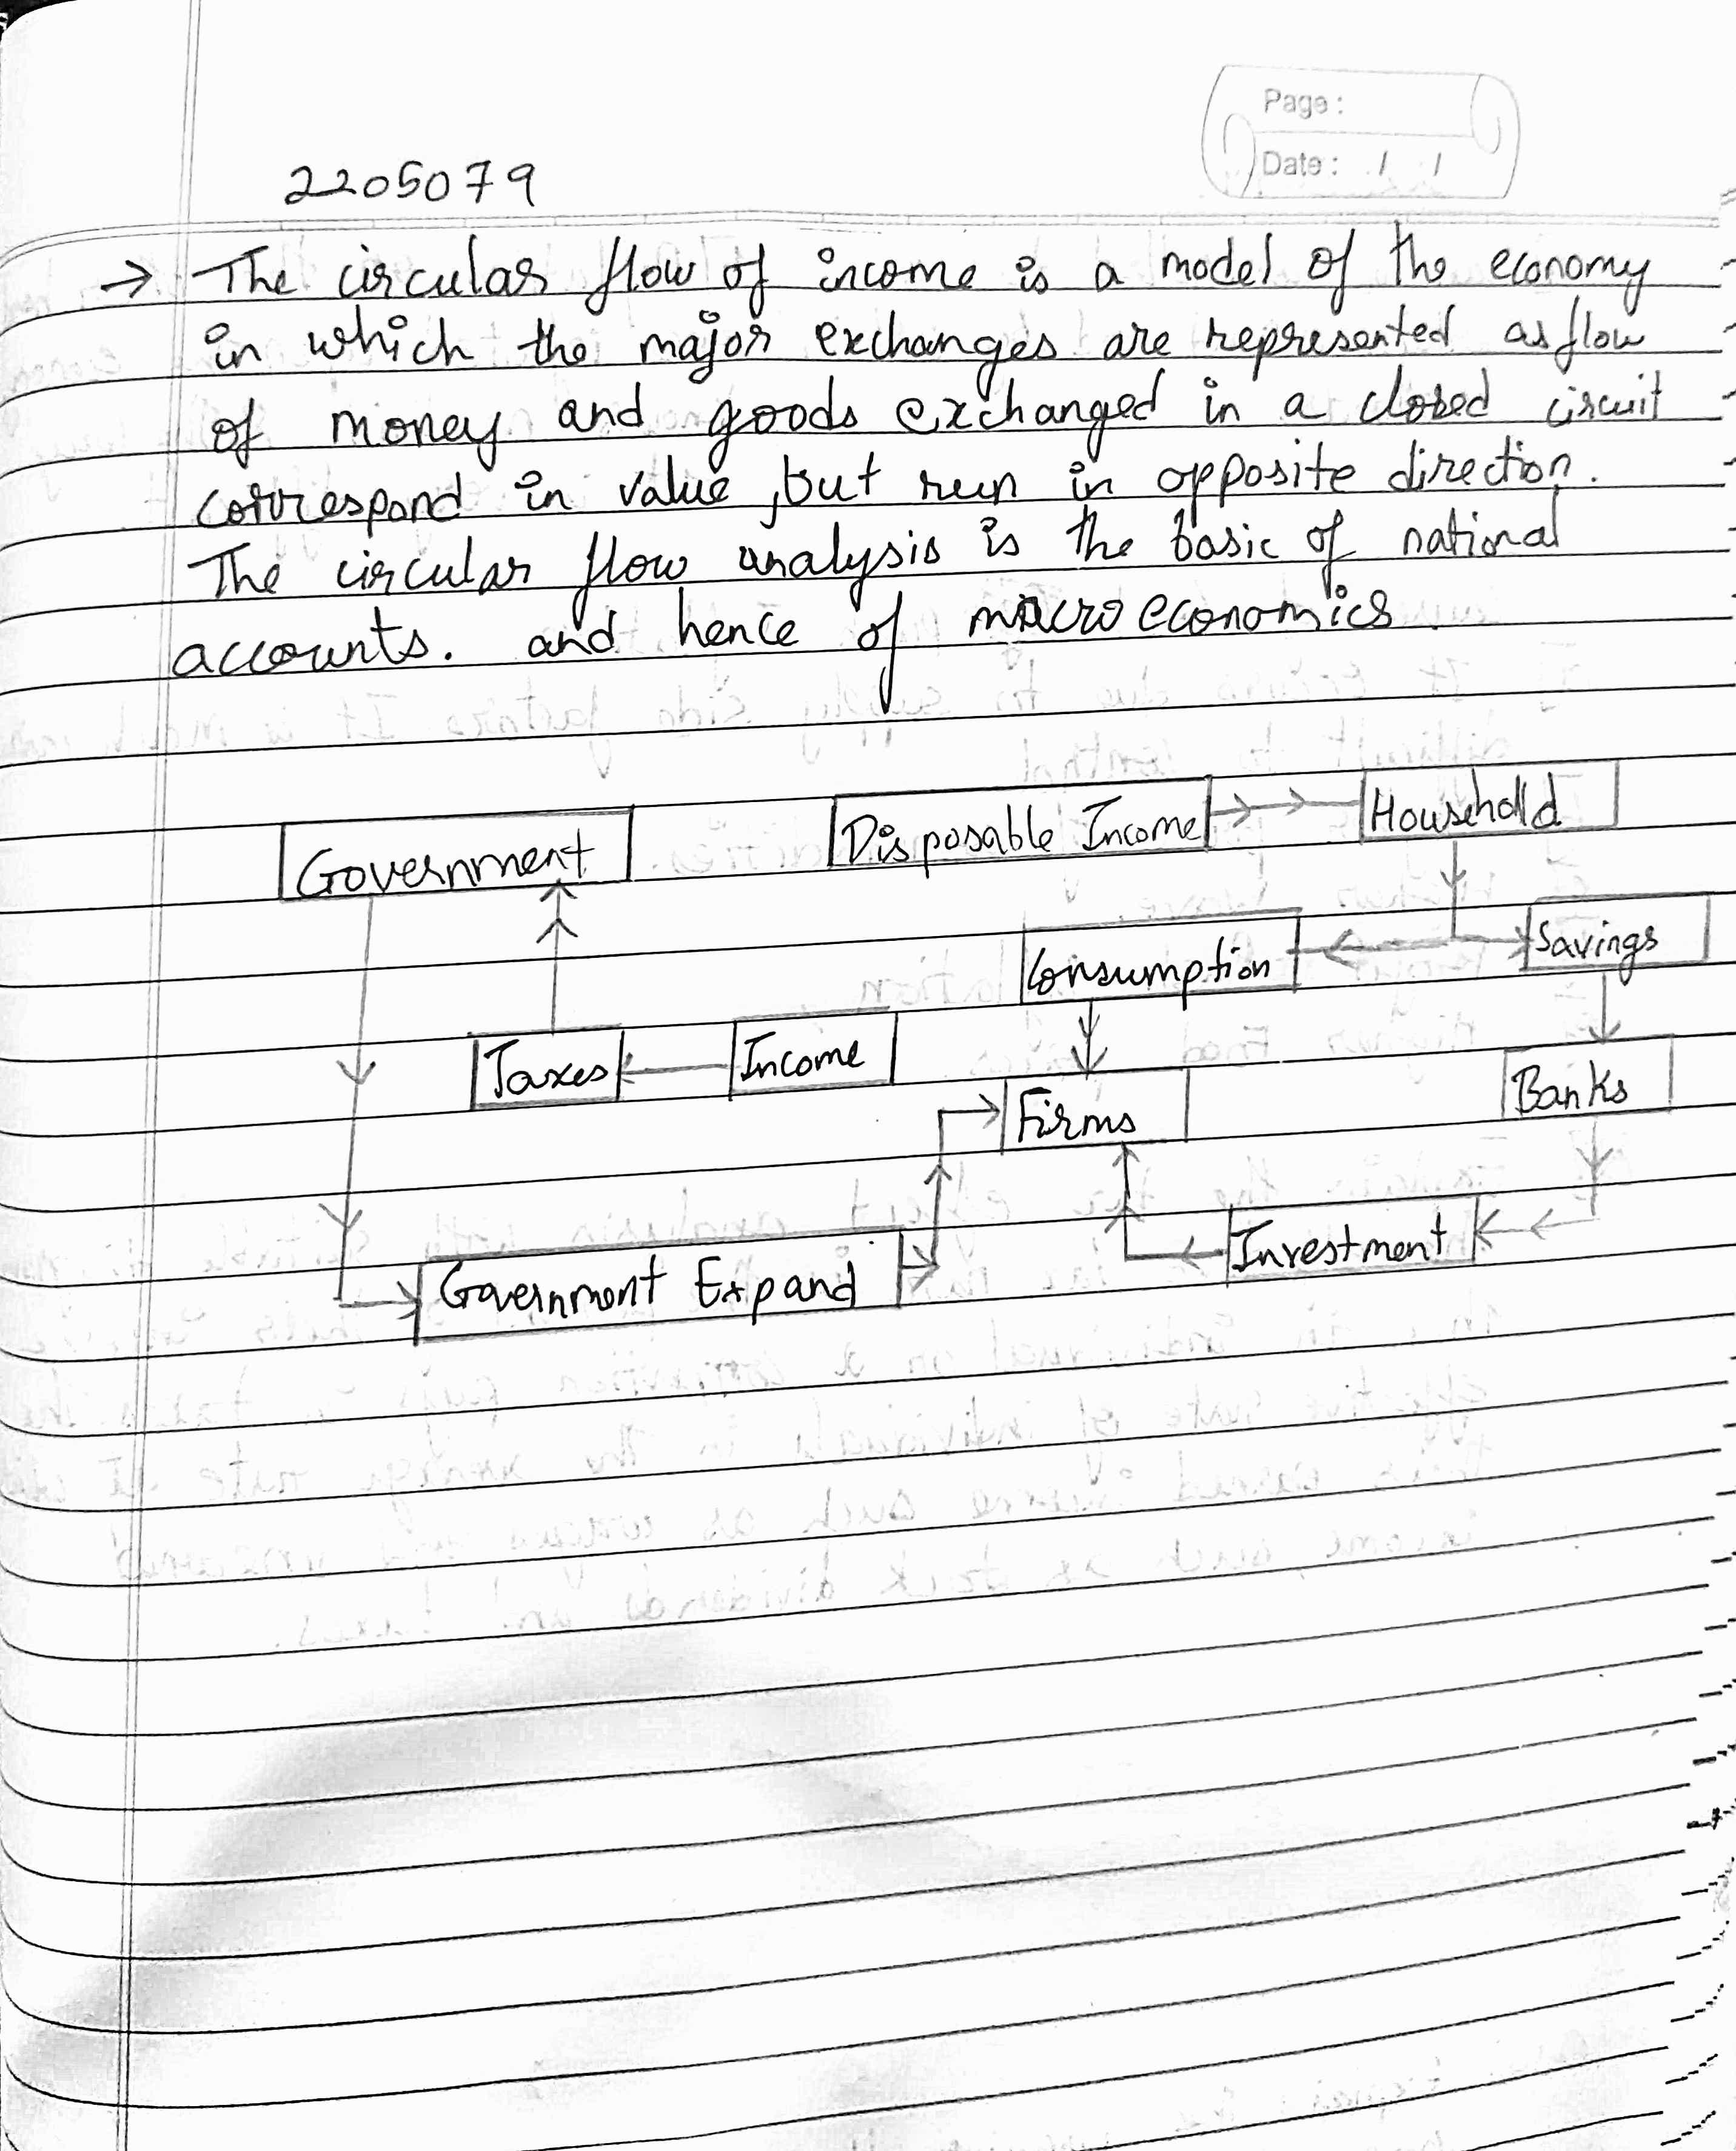 Page :
Date : / /
2205079
→ The circular flow of income is a model of the economy
in which the major exchanges are represented as flow
of money and goods exchanged in a closed circuit
correspond in value, but run in opposite direction.
The circular flow analysis is the basic of national
accounts. and hence of macro economics.
Government
Disposable Income
Household
Consumption
Savings
Taxes
Income
Firms
Banks
Government Expand
Investment